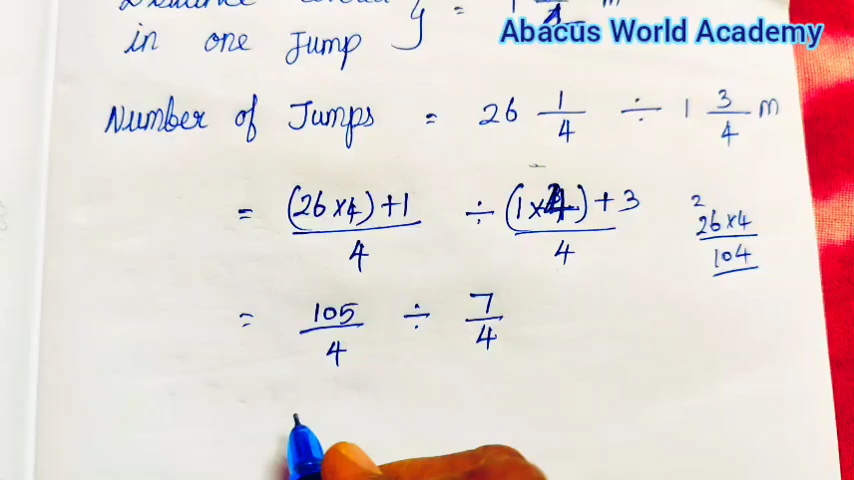 = 1 m
Abacus World Academy
in one Jump
Number of Jumps = 26 1/4 ÷ 1 3/4 m
= (26×4)+1/4 ÷ (1×4)+3/4
2
26×4
104
= 105/4 ÷ 7/4